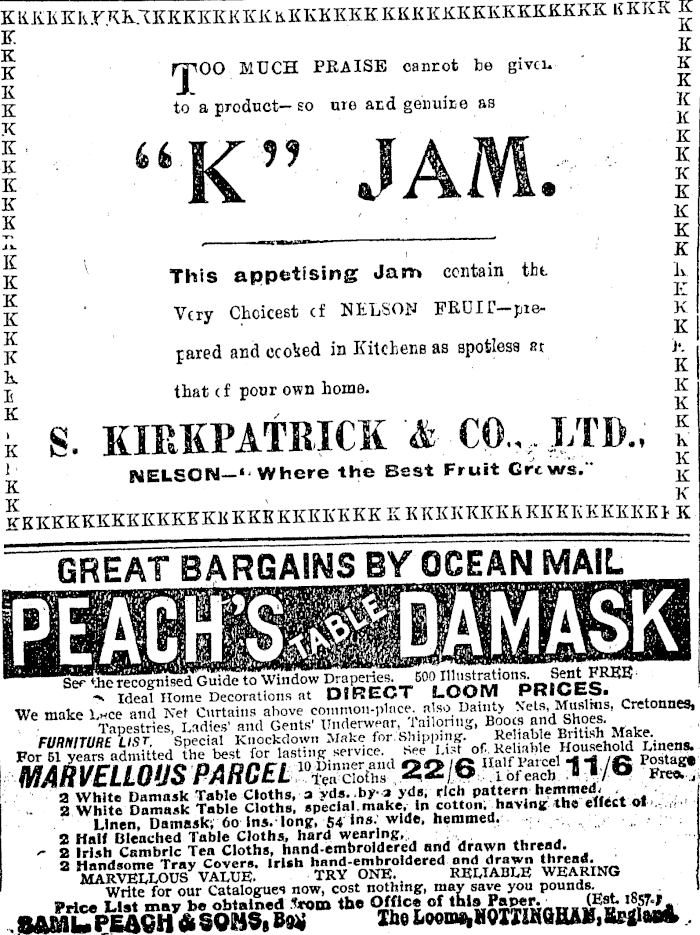 KKKKKKKKKKKKKKKKKKKKKKKKKKKKKKKKKKKKKKK
TOO MUCH PRAISE cannot be given
to a product—so ure and genuine as
“K” JAM.
This appetising Jam contain the
Very Choicest of NELSON FRUIT—pre-
pared and cooked in Kitchens as spotless as
that of pour own home.
S. KIRKPATRICK & CO., LTD.,
NELSON—“Where the Best Fruit Grows.”
KKKKKKKKKKKKKKKKKKKKKKKKKKKKKKKKKKKKKKK
GREAT BARGAINS BY OCEAN MAIL
PEACH'S TABLE DAMASK
See the recognised Guide to Window Draperies. 500 Illustrations. Sent FREE
Ideal Home Decorations at DIRECT LOOM PRICES.
We make Lace and Net Curtains above common-place, also Dainty Nets, Muslins, Cretonnes,
Tapestries, Ladies' and Gents' Underwear, Tailoring, Boots and Shoes.
FURNITURE LIST. Special Knockdown Make for Shipping. Reliable British Make.
For 51 years admitted the best for lasting service. See List of Reliable Household Linens.
MARVELLOUS PARCEL 10 Dinner and Tea Cloths 22/6 Half Parcel 1 of each 11/6 Postage Free.
2 White Damask Table Cloths, 2 yds. by 2 yds, rich pattern hemmed.
2 White Damask Table Cloths, special make, in cotton, having the effect of
Linen, Damask, 60 ins. long, 54 ins. wide, hemmed.
2 Half Bleached Table Cloths, hard wearing.
2 Irish Cambric Tea Cloths, hand-embroidered and drawn thread.
2 Handsome Tray Covers, Irish hand-embroidered and drawn thread.
MARVELLOUS VALUE. TRY ONE. RELIABLE WEARING
Write for our Catalogues now, cost nothing, may save you pounds.
Price List may be obtained from the Office of this Paper. (Est. 1857.)
SAML. PEACH & SONS, Box The Looms, NOTTINGHAM, England.